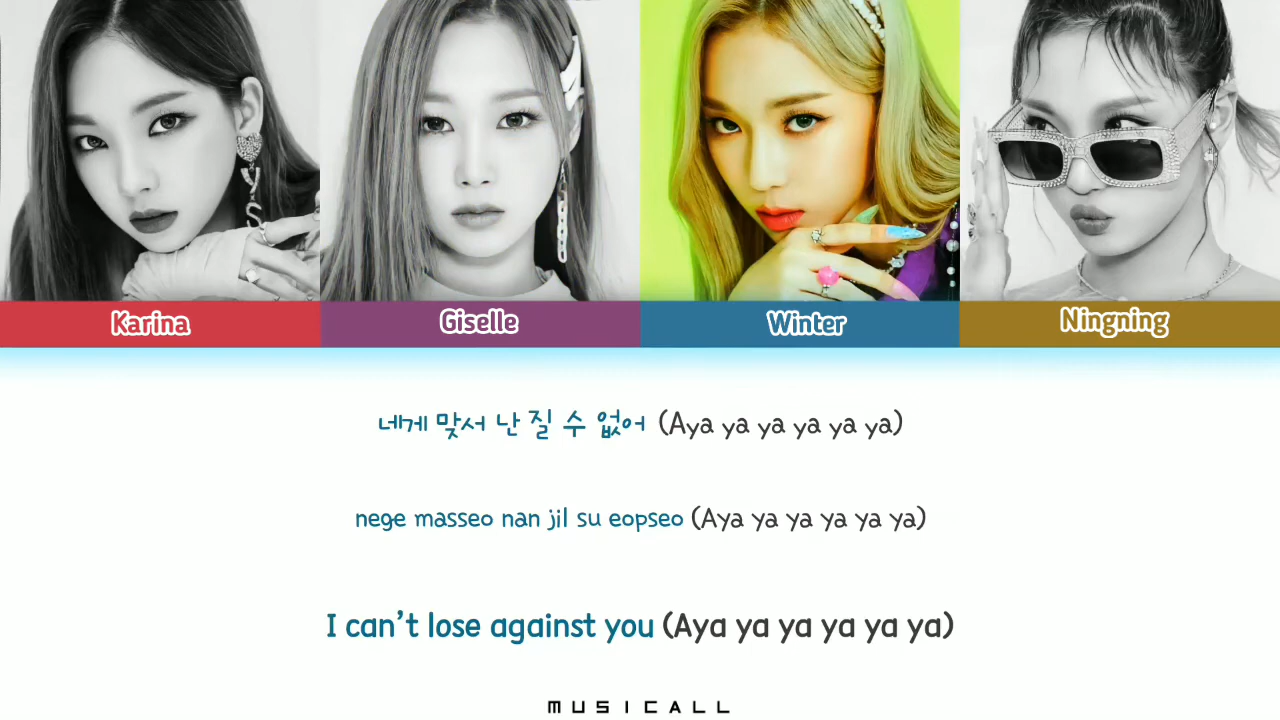 Karina
Giselle
Winter
Ningning
네게 맞서 난 질 수 없어 (Aya ya ya ya ya ya)
nege masseo nan jil su eopseo (Aya ya ya ya ya ya)
I can't lose against you (Aya ya ya ya ya ya)
MUSICALL